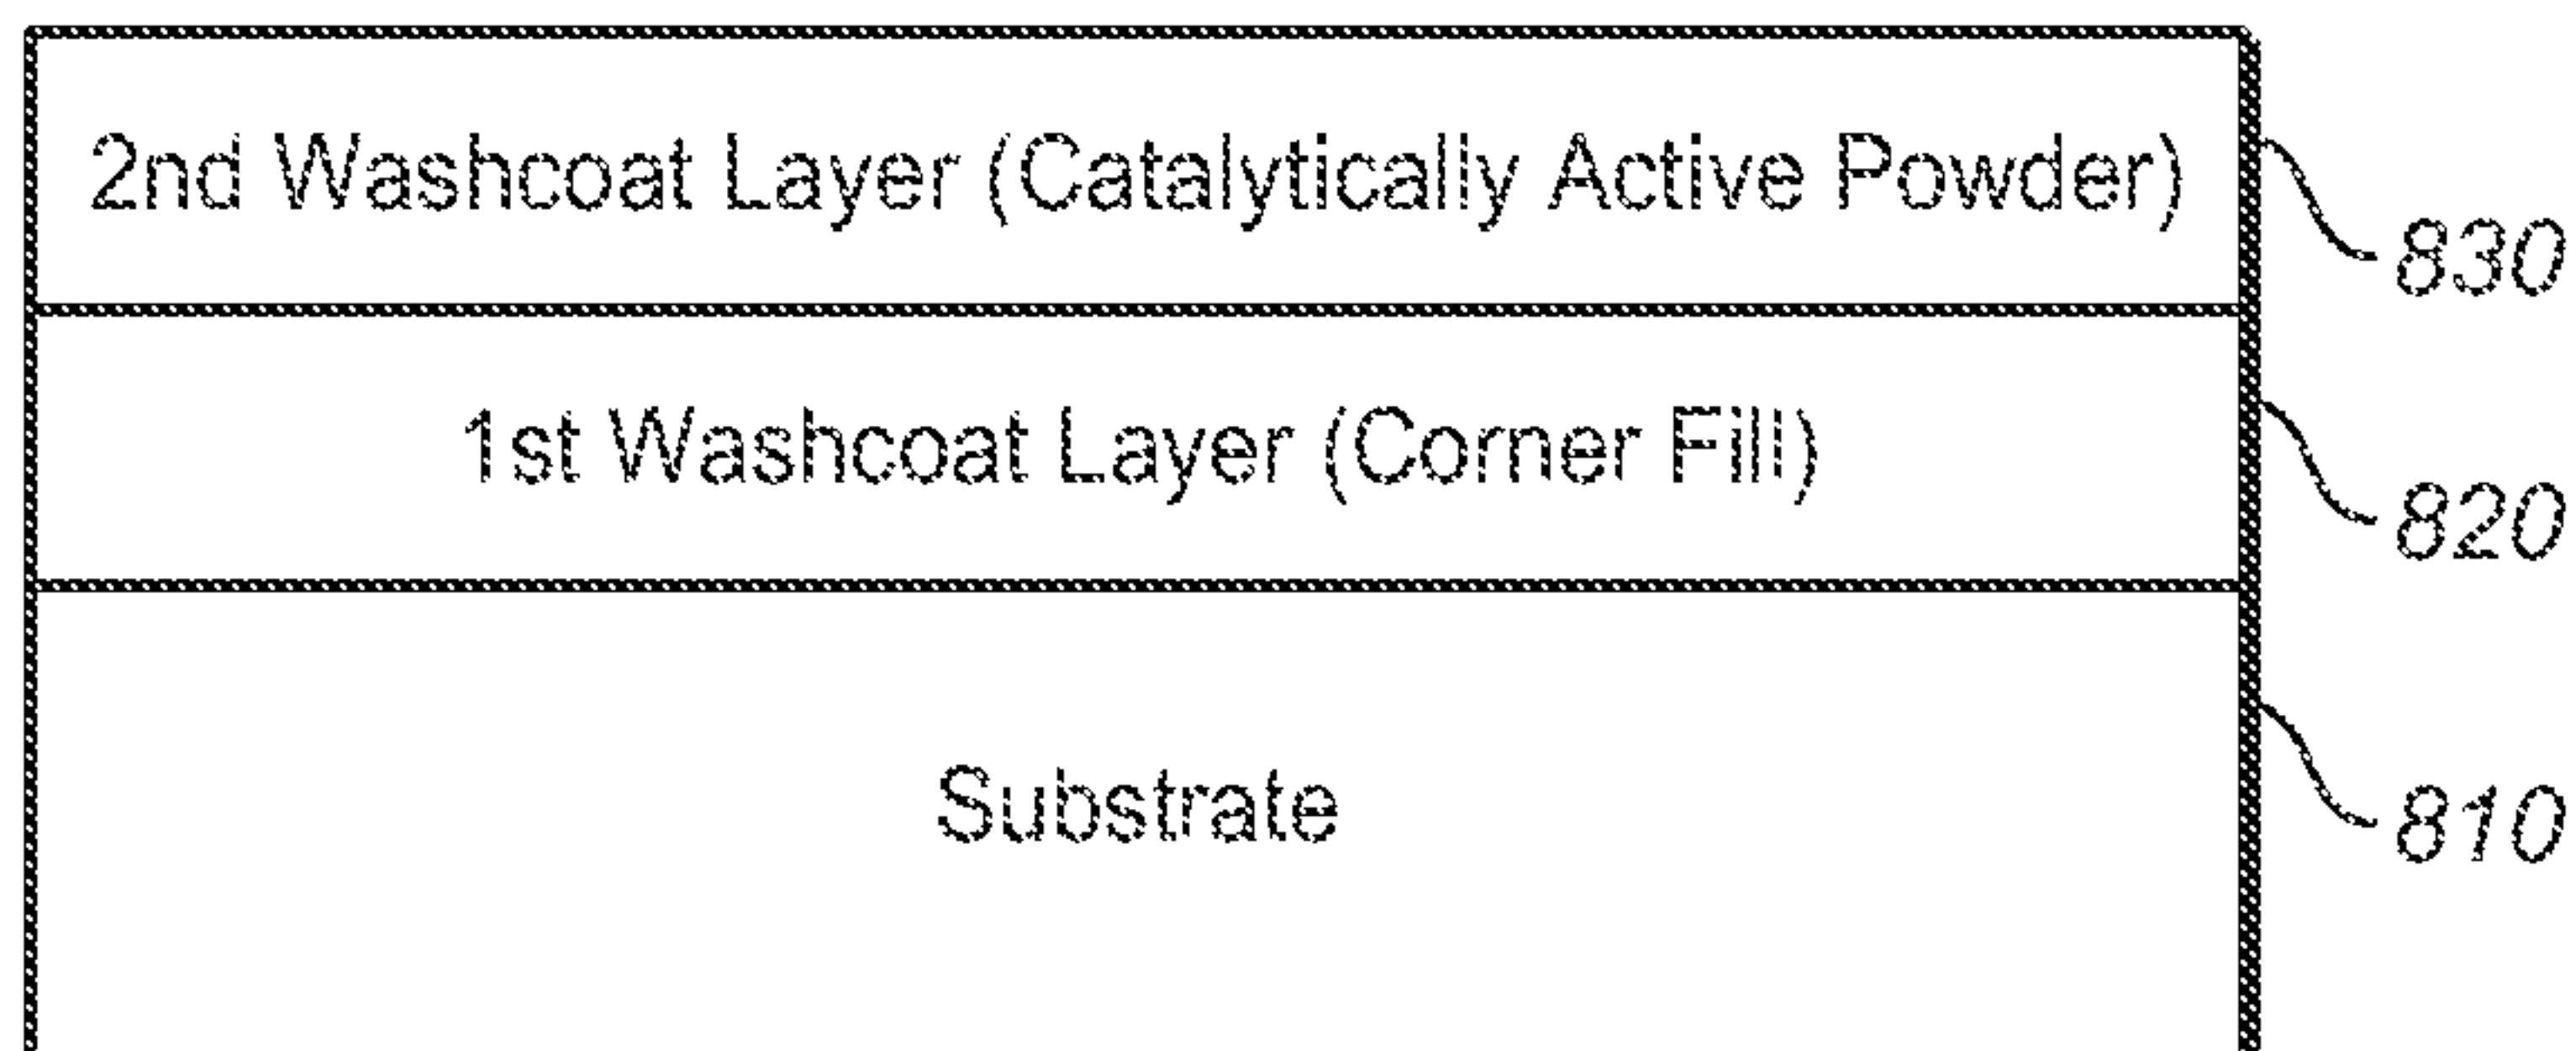 2nd Washcoat Layer (Catalytically Active Powder)
830
1st Washcoat Layer (Corner Fill)
820
Substrate
810